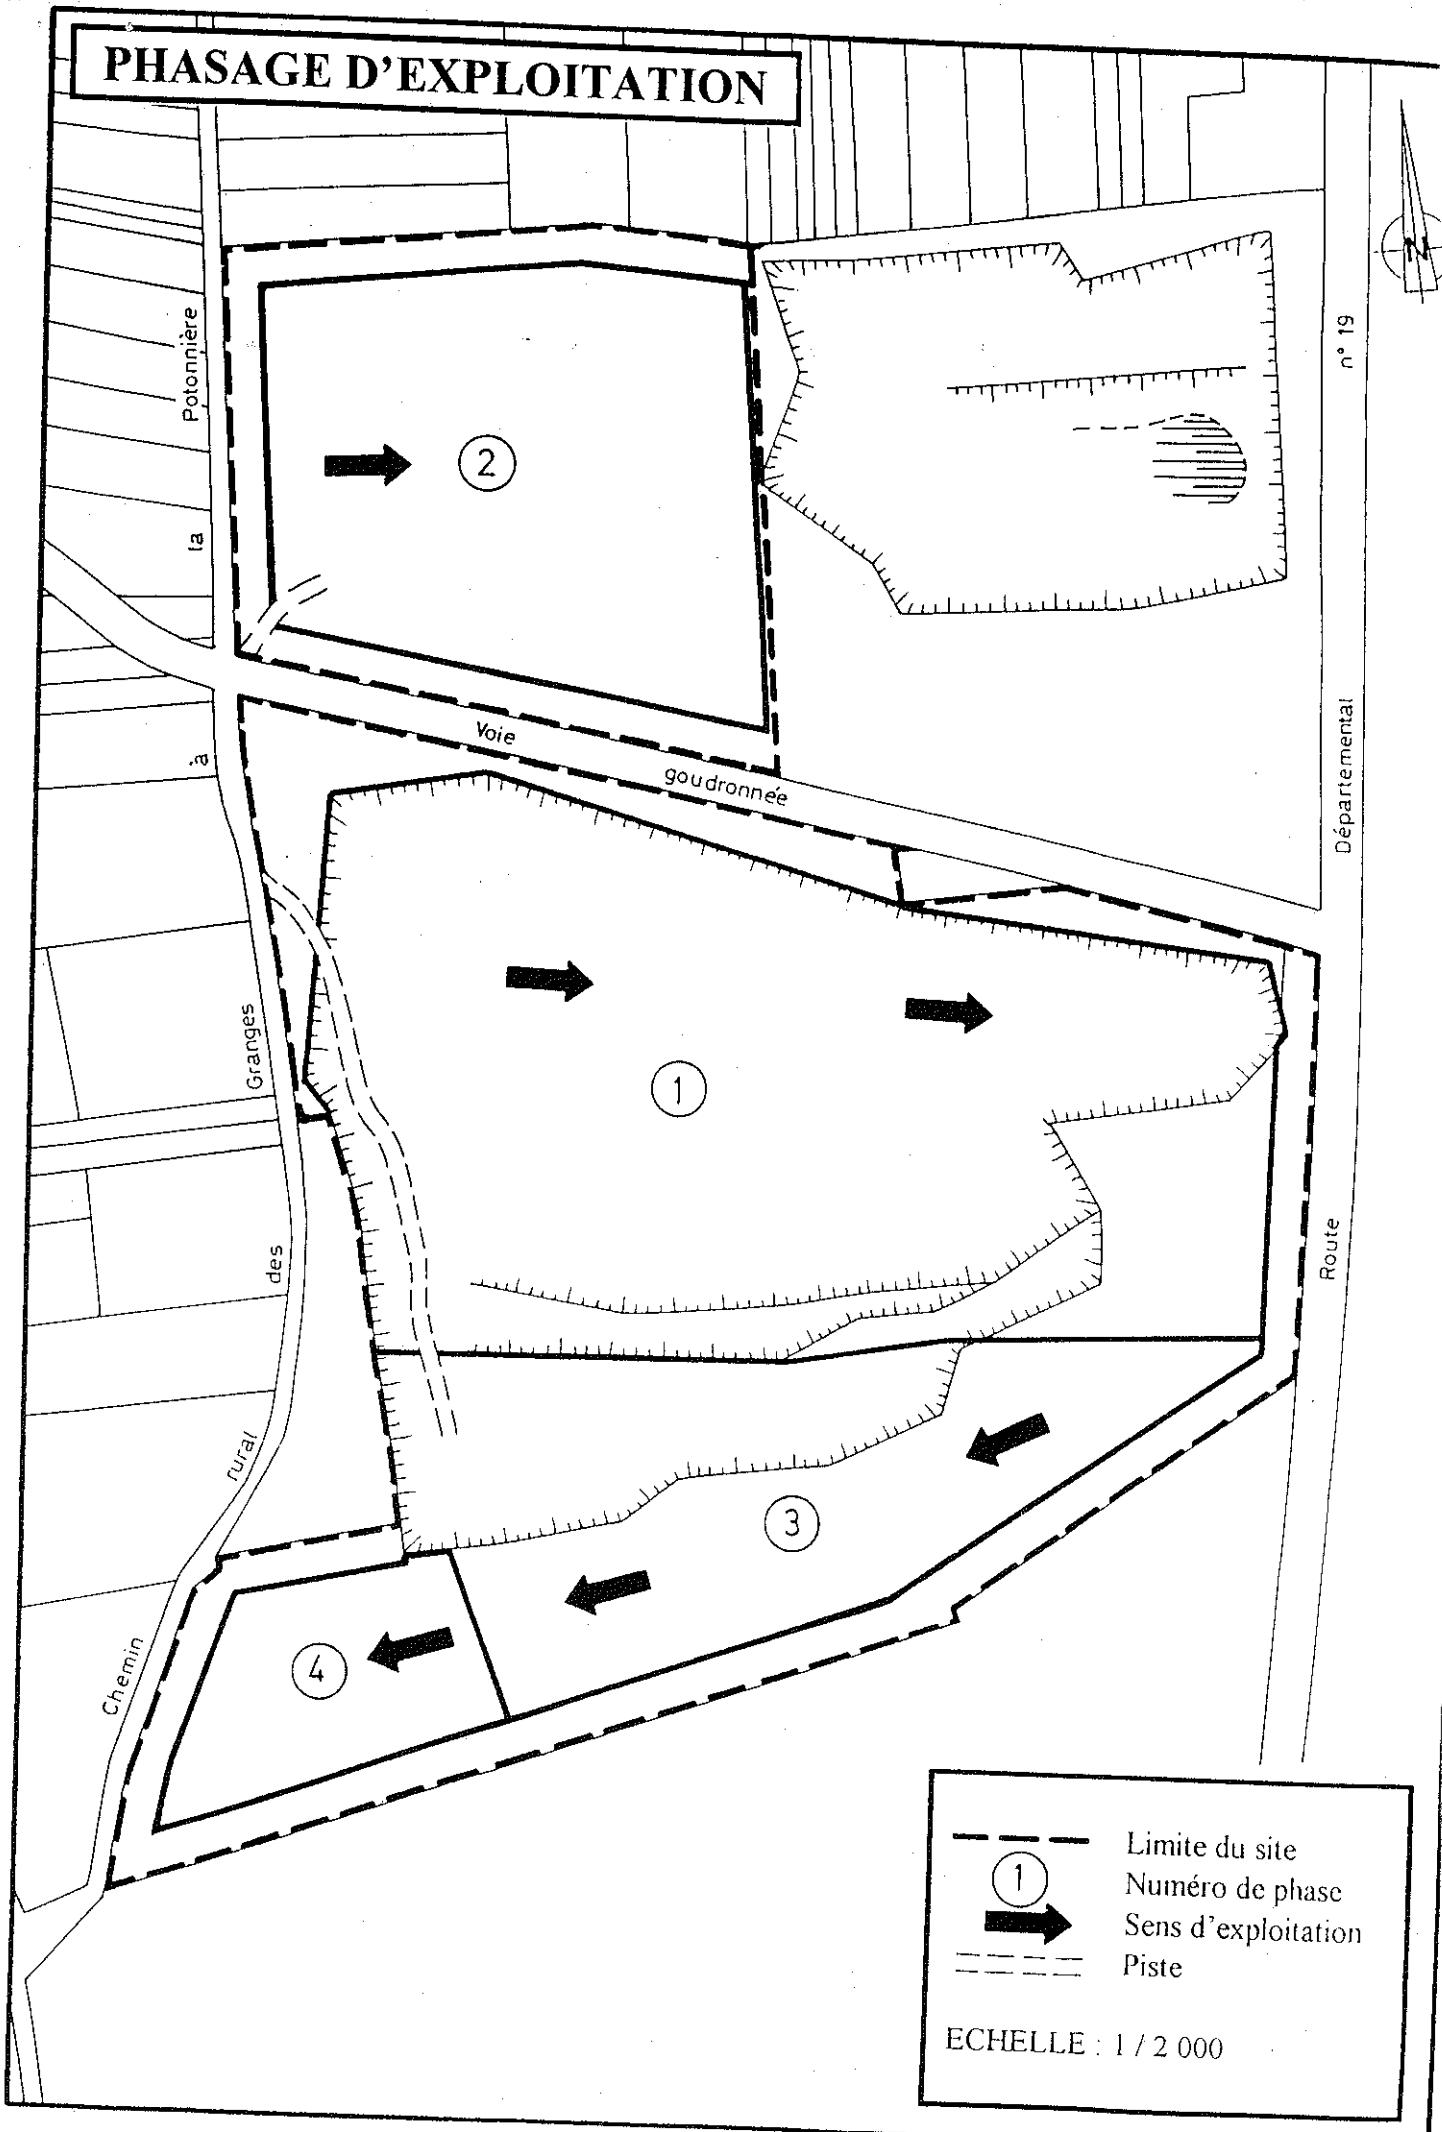 PHASAGE D'EXPLOITATION
N
n° 19
Départemental
Route
Potonnière
la
à
Granges
des
rural
Chemin
2
Voie
goudronnée
1
3
4
Limite du site
1
Numéro de phase
Sens d'exploitation
Piste
ECHELLE : 1 / 2 000